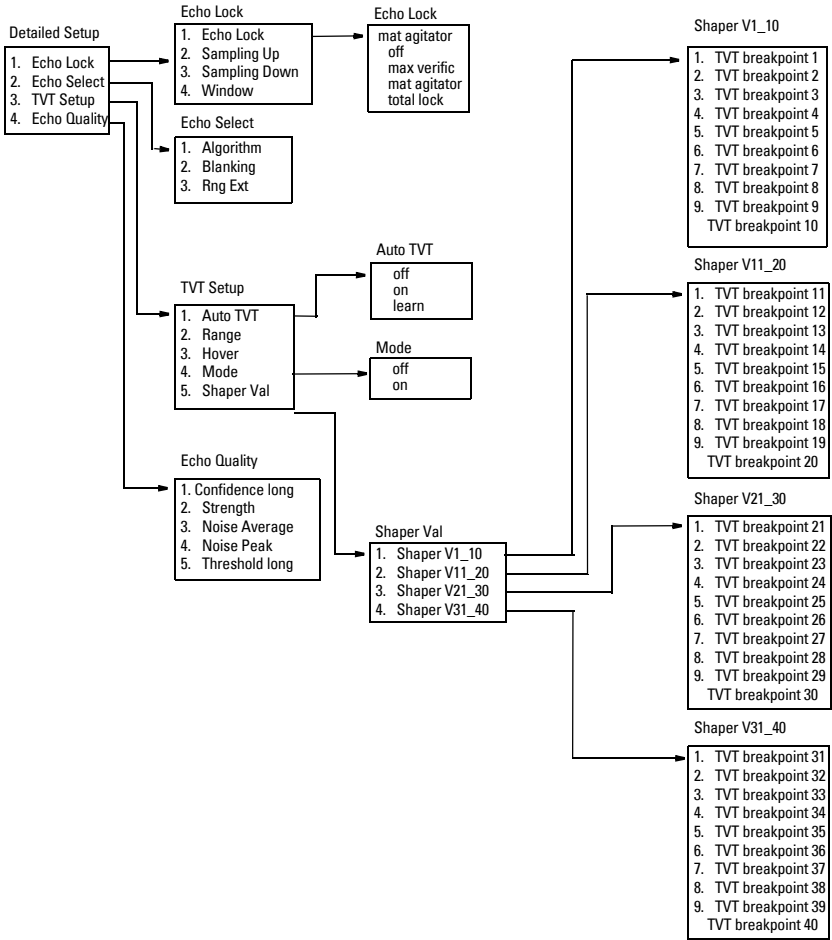 Detailed Setup
1. Echo Lock
2. Echo Select
3. TVT Setup
4. Echo Quality
Echo Lock
1. Echo Lock
2. Sampling Up
3. Sampling Down
4. Window
Echo Lock
mat agitator
off
max verific
mat agitator
total lock
Echo Select
1. Algorithm
2. Blanking
3. Rng Ext
TVT Setup
1. Auto TVT
2. Range
3. Hover
4. Mode
5. Shaper Val
Auto TVT
off
on
learn
Mode
off
on
Echo Quality
1. Confidence long
2. Strength
3. Noise Average
4. Noise Peak
5. Threshold long
Shaper Val
1. Shaper V1_10
2. Shaper V11_20
3. Shaper V21_30
4. Shaper V31_40
Shaper V1_10
1. TVT breakpoint 1
2. TVT breakpoint 2
3. TVT breakpoint 3
4. TVT breakpoint 4
5. TVT breakpoint 5
6. TVT breakpoint 6
7. TVT breakpoint 7
8. TVT breakpoint 8
9. TVT breakpoint 9
TVT breakpoint 10
Shaper V11_20
1. TVT breakpoint 11
2. TVT breakpoint 12
3. TVT breakpoint 13
4. TVT breakpoint 14
5. TVT breakpoint 15
6. TVT breakpoint 16
7. TVT breakpoint 17
8. TVT breakpoint 18
9. TVT breakpoint 19
TVT breakpoint 20
Shaper V21_30
1. TVT breakpoint 21
2. TVT breakpoint 22
3. TVT breakpoint 23
4. TVT breakpoint 24
5. TVT breakpoint 25
6. TVT breakpoint 26
7. TVT breakpoint 27
8. TVT breakpoint 28
9. TVT breakpoint 29
TVT breakpoint 30
Shaper V31_40
1. TVT breakpoint 31
2. TVT breakpoint 32
3. TVT breakpoint 33
4. TVT breakpoint 34
5. TVT breakpoint 35
6. TVT breakpoint 36
7. TVT breakpoint 37
8. TVT breakpoint 38
9. TVT breakpoint 39
TVT breakpoint 40